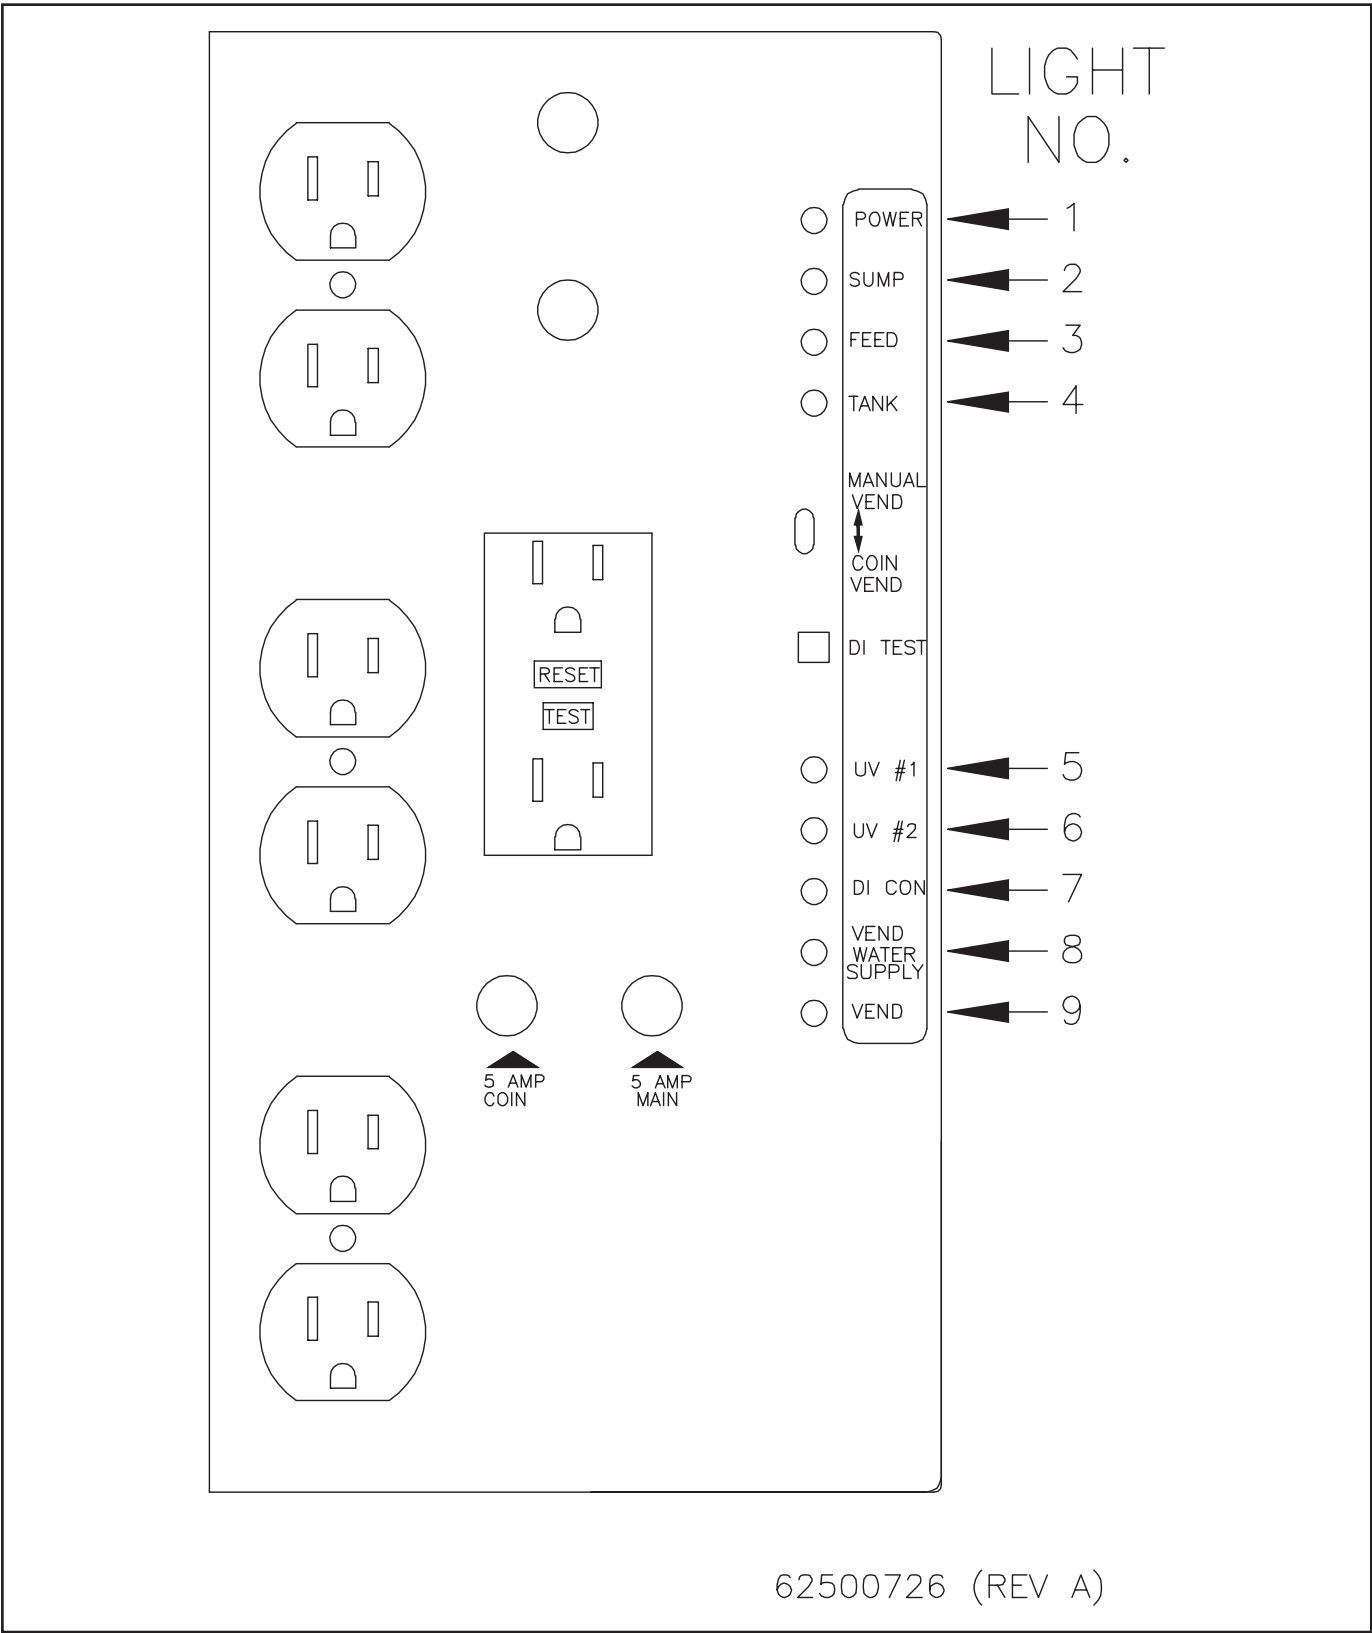 LIGHT
NO.
POWER 1
SUMP 2
FEED 3
TANK 4
MANUAL
VEND
COIN
VEND
DI TEST
RESET
TEST
UV #1 5
UV #2 6
DI CON 7
VEND
WATER
SUPPLY
8
VEND 9
5 AMP
COIN
5 AMP
MAIN
62500726 (REV A)